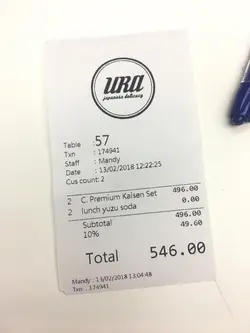 URA
japanese delicacy
Table : 57
Txn : 174941
Staff : Mandy
Date : 13/02/2018 12:22:25
Cus count: 2
2 C. Premium Kaisen Set 496.00
2 lunch yuzu soda 0.00
496.00
Subtotal 49.60
10%
Total 546.00
Mandy : 13/02/2018 13:04:48
Txn : 174941